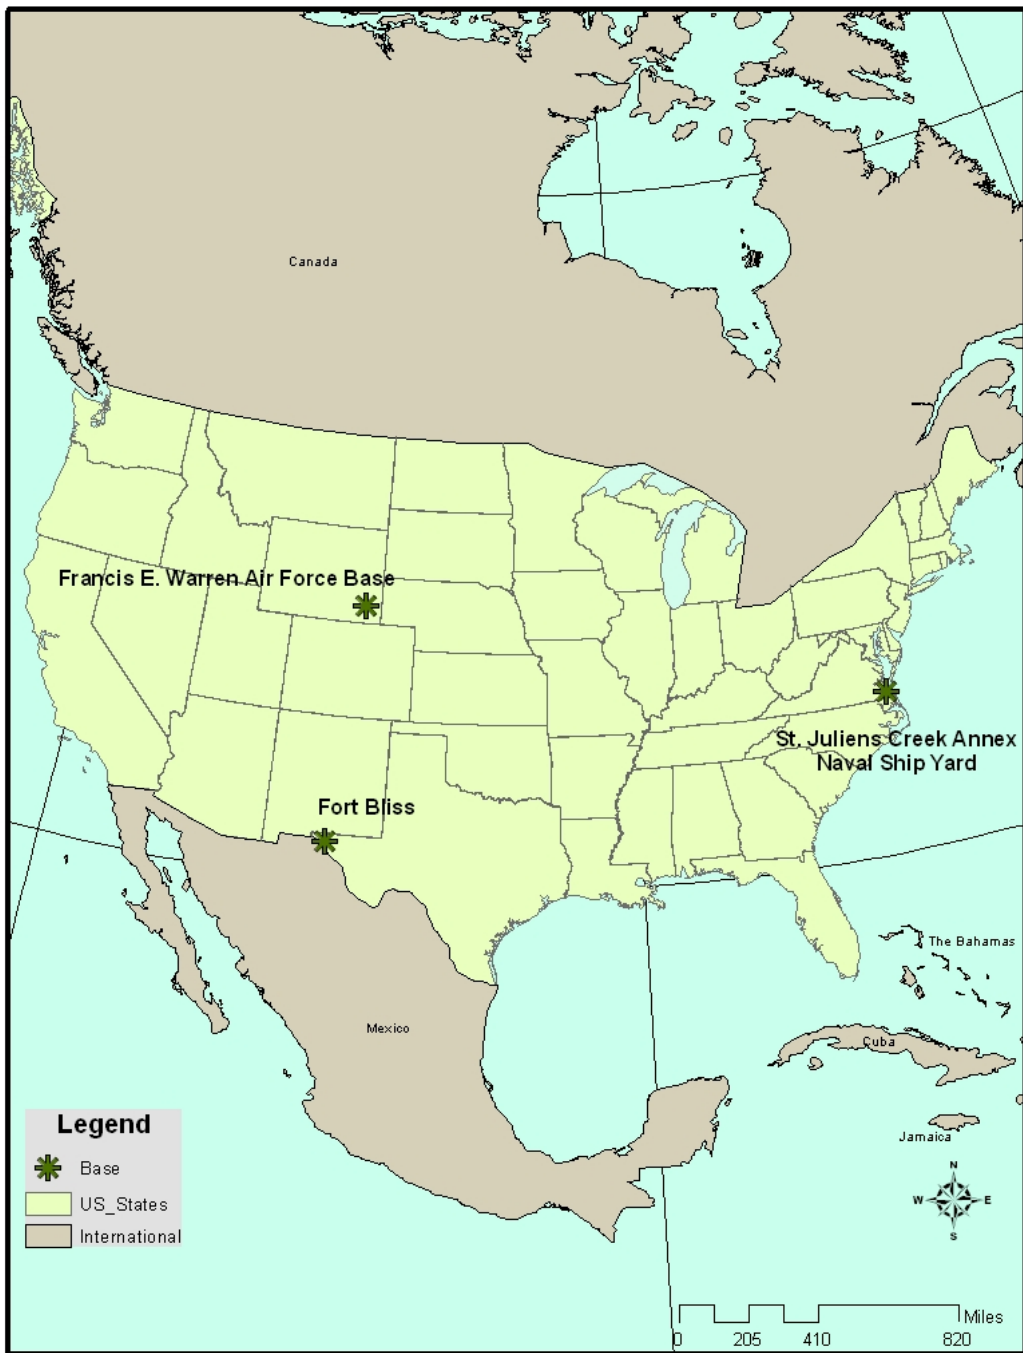 Canada
Francis E. Warren Air Force Base
St. Juliens Creek Annex
Naval Ship Yard
Fort Bliss
The Bahamas
Mexico
Cuba
Jamaica
Legend
Base
US_States
International
N
W
E
S
Miles
0
205
410
820